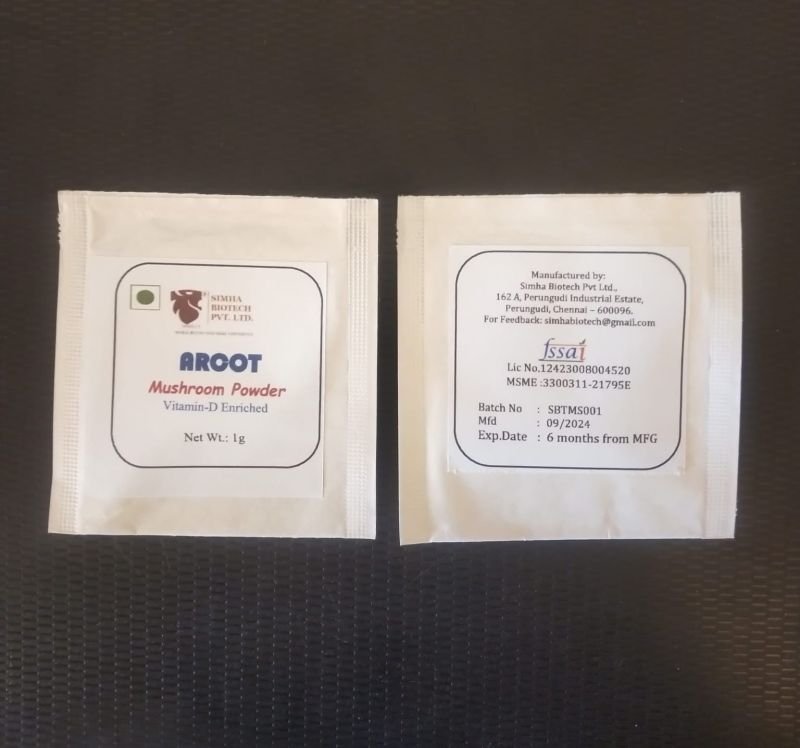 SIMHA
BIOTECH
PVT. LTD.
ARCOT
Mushroom Powder
Vitamin-D Enriched
Net Wt.: 1g
Manufactured by:
Simha Biotech Pvt Ltd.,
162 A, Perungudi Industrial Estate,
Perungudi, Chennai – 600096.
For Feedback: simhabiotech@gmail.com
fssai
Lic No.12423008004520
MSME :3300311-21795E
Batch No : SBTMS001
Mfd : 09/2024
Exp.Date : 6 months from MFG